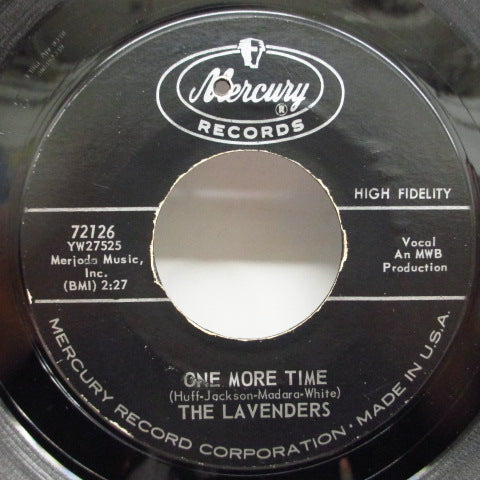 Mercury
®
RECORDS
HIGH FIDELITY
72126
YW27525
Merjoda Music,
Inc.
(BMI) 2:27
Vocal
An MWB
Production
ONE MORE TIME
(Huff-Jackson-Madara-White)
THE LAVENDERS
MERCURY RECORD CORPORATION • MADE IN U.S.A.